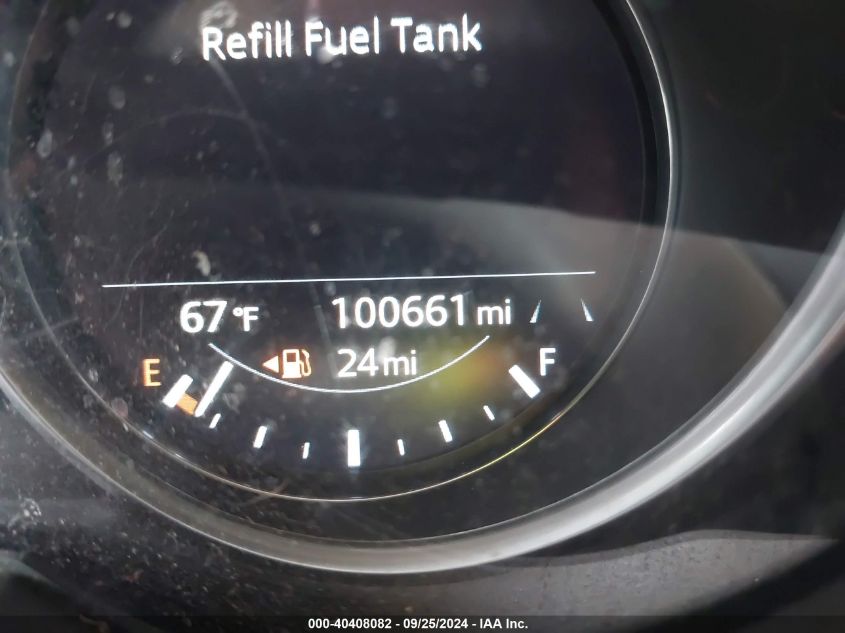 Refill Fuel Tank
67 °F 100661 mi
E 24 mi F
000-40408082 - 09/25/2024 - IAA Inc.